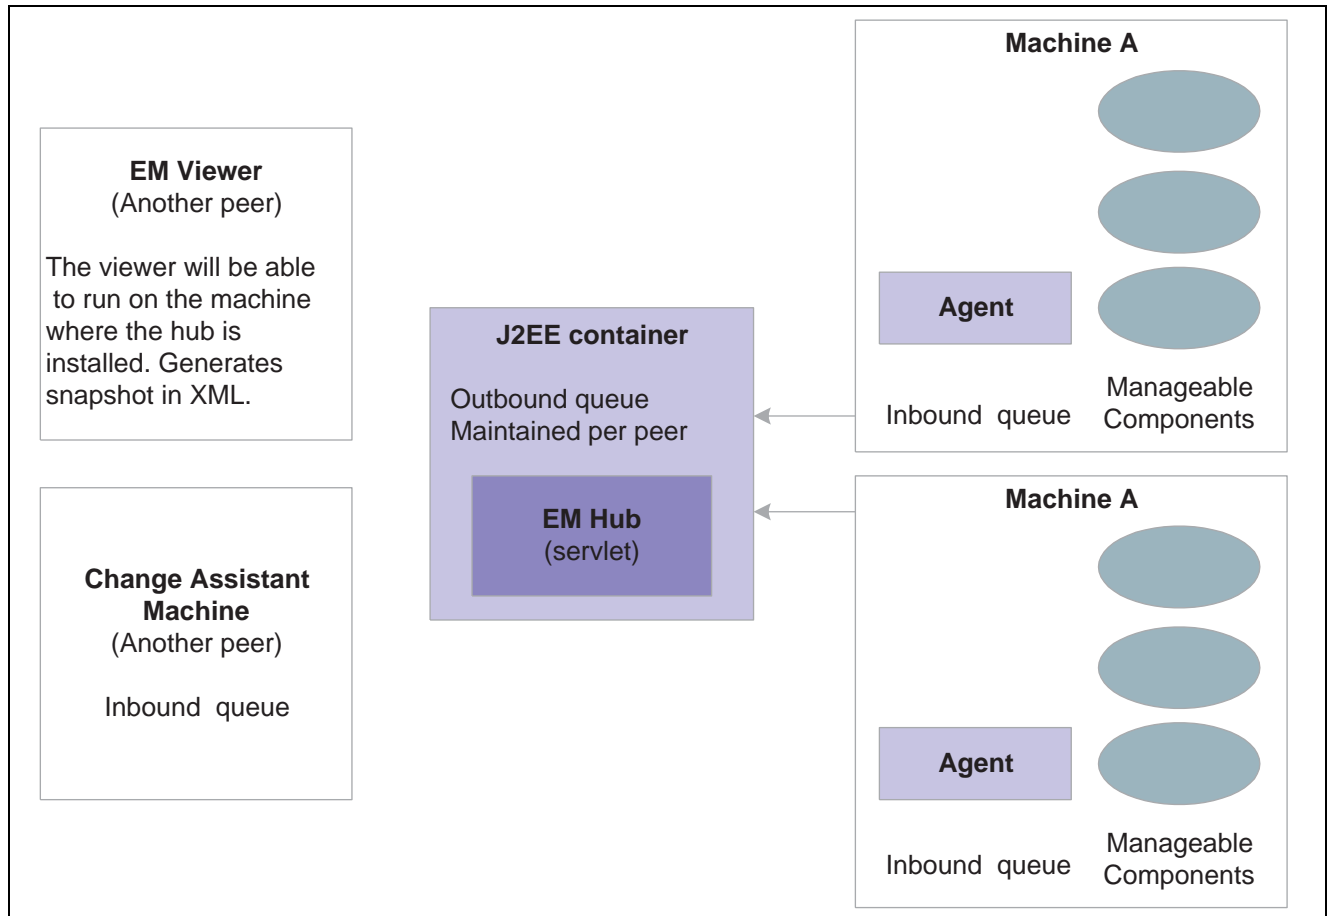 EM Viewer
(Another peer)
The viewer will be able
to run on the machine
where the hub is
installed. Generates
snapshot in XML.
Change Assistant
Machine
(Another peer)
Inbound queue
J2EE container
Outbound queue
Maintained per peer
EM Hub
(servlet)
Machine A
Agent
Inbound queue
Manageable
Components
Machine A
Agent
Inbound queue
Manageable
Components